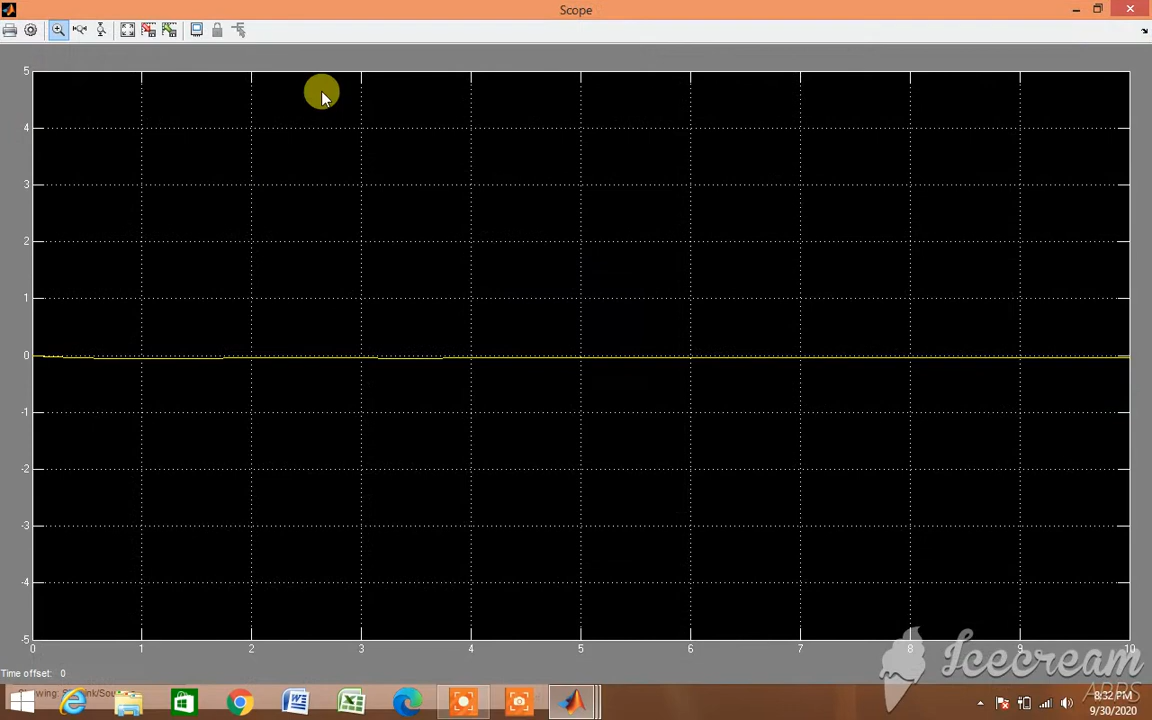 Scope
5
4
3
2
1
0
-1
-2
-3
-4
-5
0 1 2 3 4 5 6 7 8 9 10
Time offset: 0
Icecream
APPS
8:32 PM
9/30/2020